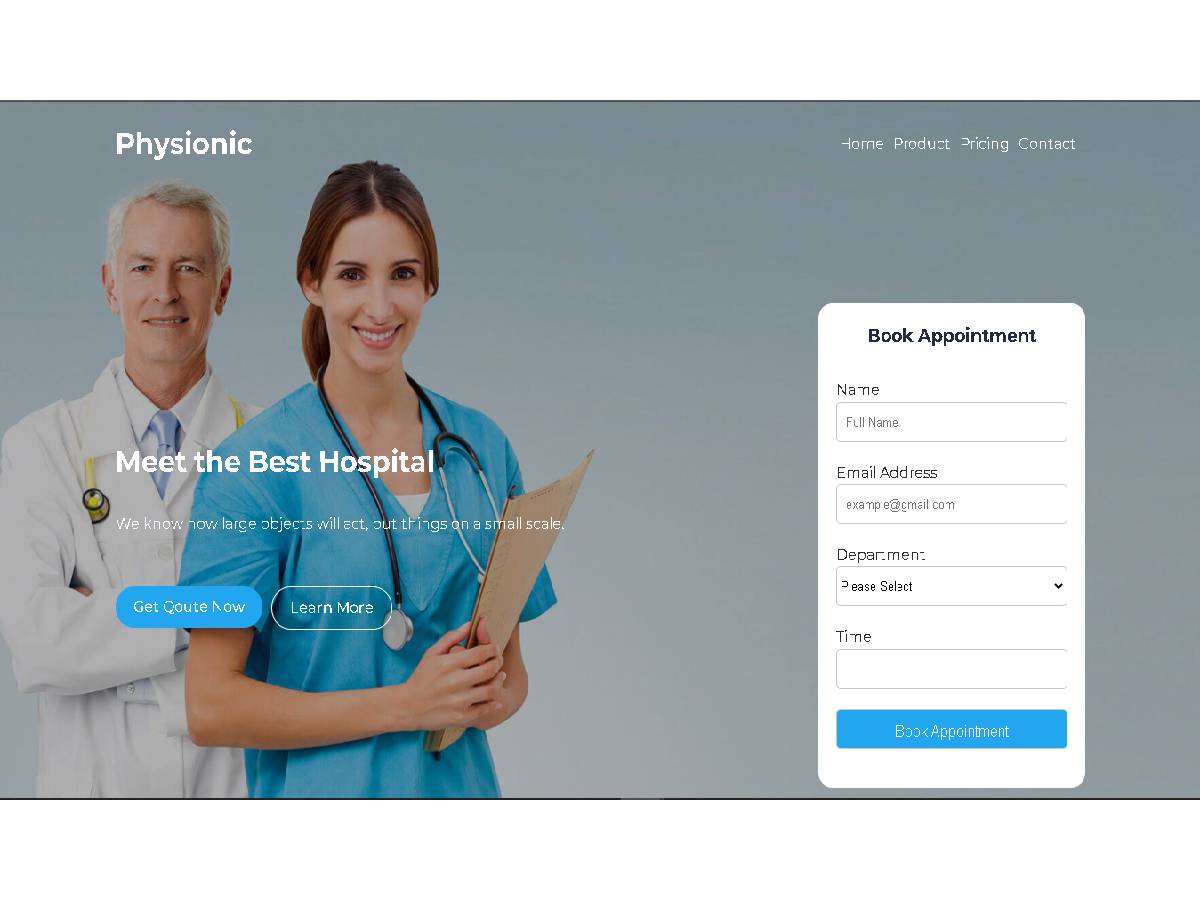 Physionic
Home Product Pricing Contact
Meet the Best Hospital
We know how large objects will act, but things on a small scale.
Get Qoute Now
Learn More
Book Appointment
Name
Full Name
Email Address
example@gmail.com
Department
Please Select
Time
Book Appointment